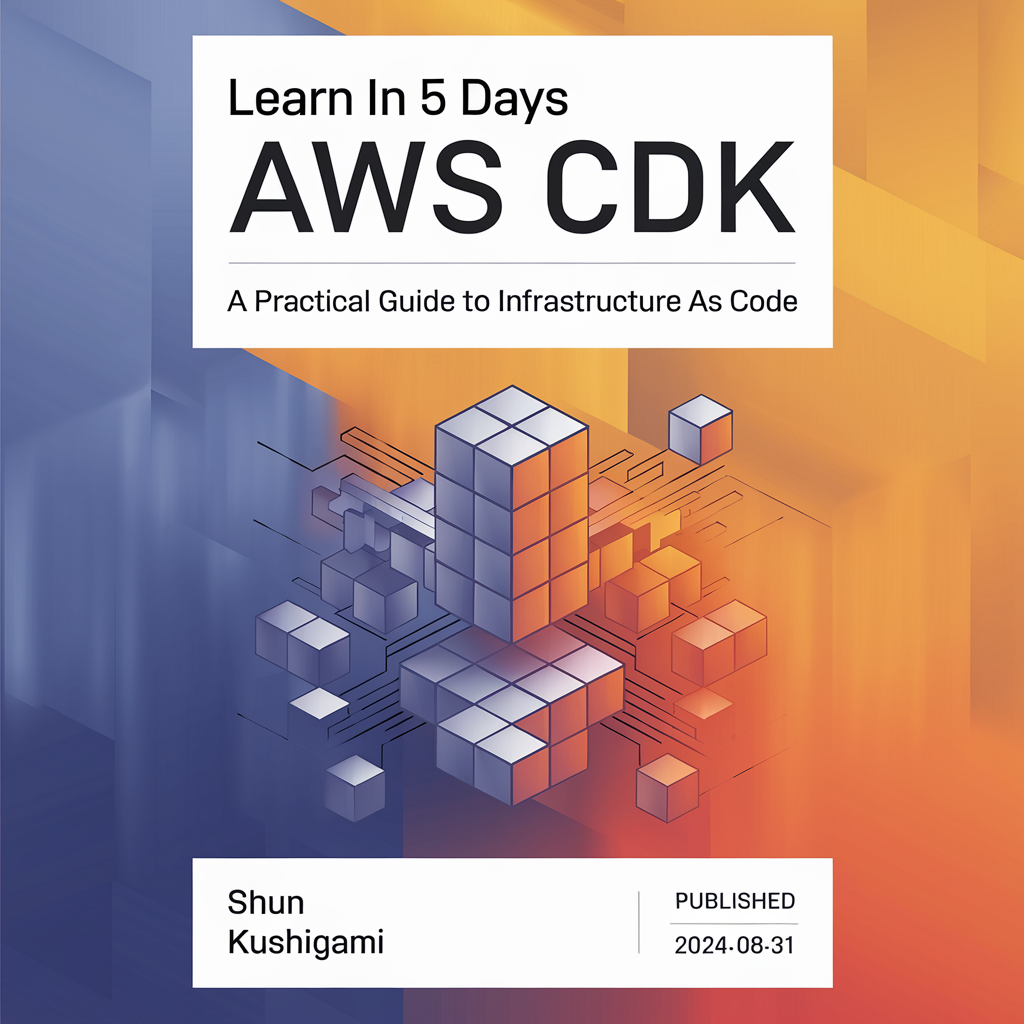 Learn In 5 Days
AWS CDK
A Practical Guide to Infrastructure As Code
Shun
Kushigami
PUBLISHED
2024·08·31